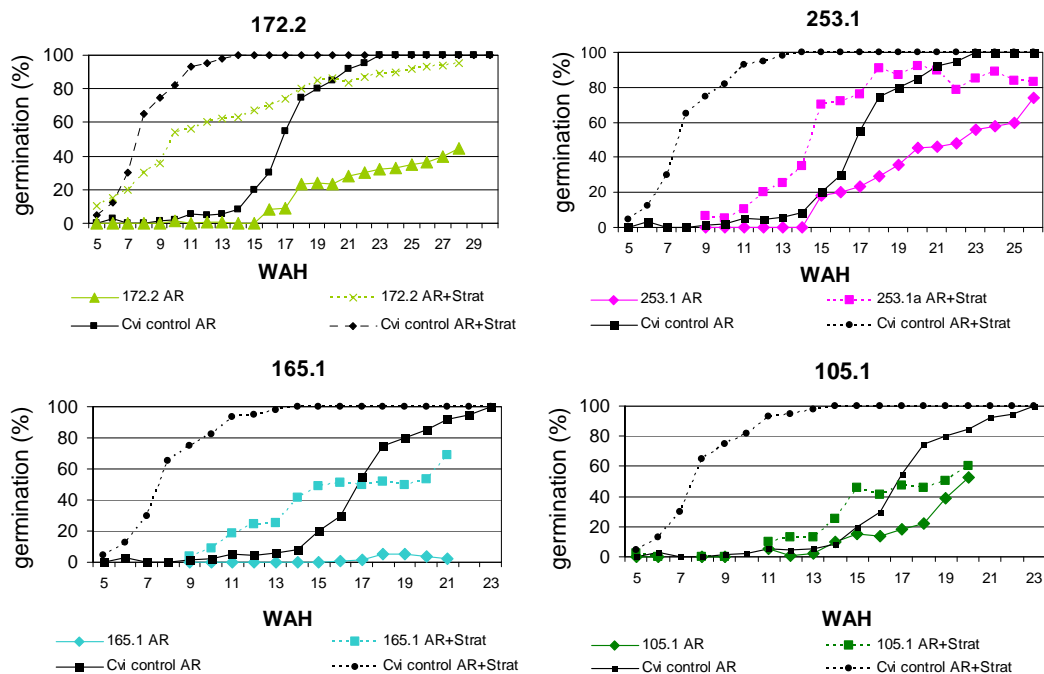 172.2
germination (%)
100
80
60
40
20
0
5 7 9 11 13 15 17 19 21 23 25 27 29
WAH
172.2 AR 172.2 AR+Strat
Cvi control AR Cvi control AR+Strat
253.1
germination (%)
100
80
60
40
20
0
5 7 9 11 13 15 17 19 21 23 25
WAH
253.1 AR 253.1a AR+Strat
Cvi control AR Cvi control AR+Strat
165.1
germination (%)
100
80
60
40
20
0
5 7 9 11 13 15 17 19 21 23
WAH
165.1 AR 165.1 AR+Strat
Cvi control AR Cvi control AR+Strat
105.1
germination (%)
100
80
60
40
20
0
5 7 9 11 13 15 17 19 21 23
WAH
105.1 AR 105.1 AR+Strat
Cvi control AR Cvi control AR+Strat